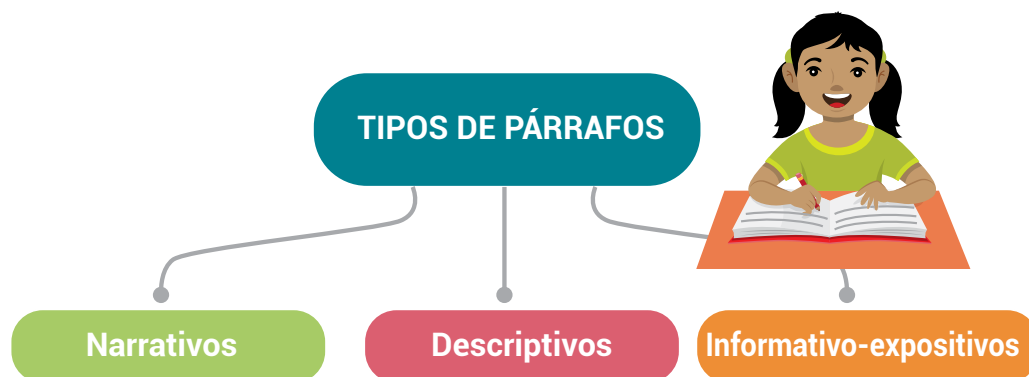 TIPOS DE PÁRRAFOS
Narrativos
Descriptivos
Informativo-expositivos